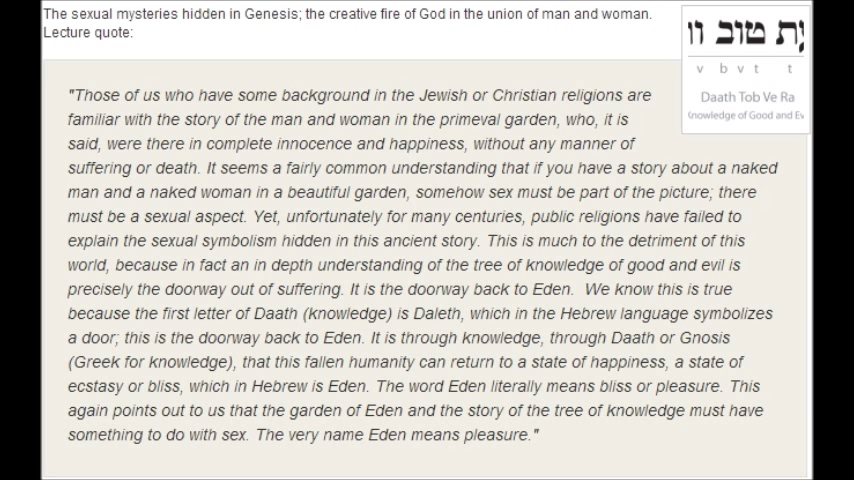 The sexual mysteries hidden in Genesis; the creative fire of God in the union of man and woman.
Lecture quote:
"Those of us who have some background in the Jewish or Christian religions are
familiar with the story of the man and woman in the primeval garden, who, it is
said, were there in complete innocence and happiness, without any manner of
suffering or death. It seems a fairly common understanding that if you have a story about a naked
man and a naked woman in a beautiful garden, somehow sex must be part of the picture; there
must be a sexual aspect. Yet, unfortunately for many centuries, public religions have failed to
explain the sexual symbolism hidden in this ancient story. This is much to the detriment of this
world, because in fact an in depth understanding of the tree of knowledge of good and evil is
precisely the doorway out of suffering. It is the doorway back to Eden. We know this is true
because the first letter of Daath (knowledge) is Daleth, which in the Hebrew language symbolizes
a door; this is the doorway back to Eden. It is through knowledge, through Daath or Gnosis
(Greek for knowledge), that this fallen humanity can return to a state of happiness, a state of
ecstasy or bliss, which in Hebrew is Eden. The word Eden literally means bliss or pleasure. This
again points out to us that the garden of Eden and the story of the tree of knowledge must have
something to do with sex. The very name Eden means pleasure."
טוב
v b v t t
Daath Tob Ve Ra
nowledge of Good and Ev